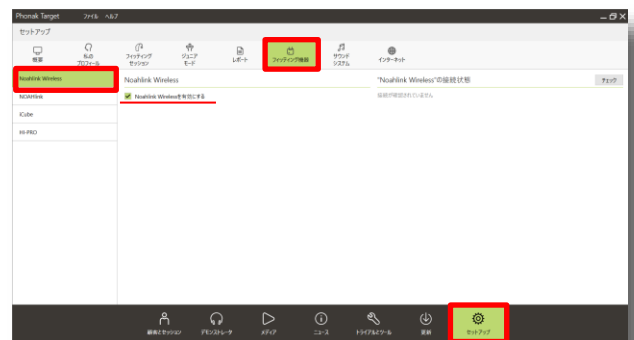 Phonak Target ファイル ヘルプ
セットアップ
概要
私の
プロフィール
フィッティング
セッション
ジュニア
モード
レポート
フィッティング機器
サウンド
システム
インターネット
Noahlink Wireless
NOAHlink
iCube
HI-PRO
Noahlink Wireless
Noahlink Wirelessを有効にする
"Noahlink Wireless"の接続状態
チェック
接続が確認されていません
顧客とセッション
デモンストレータ
メディア
ニュース
トライアルとツール
更新
セットアップ